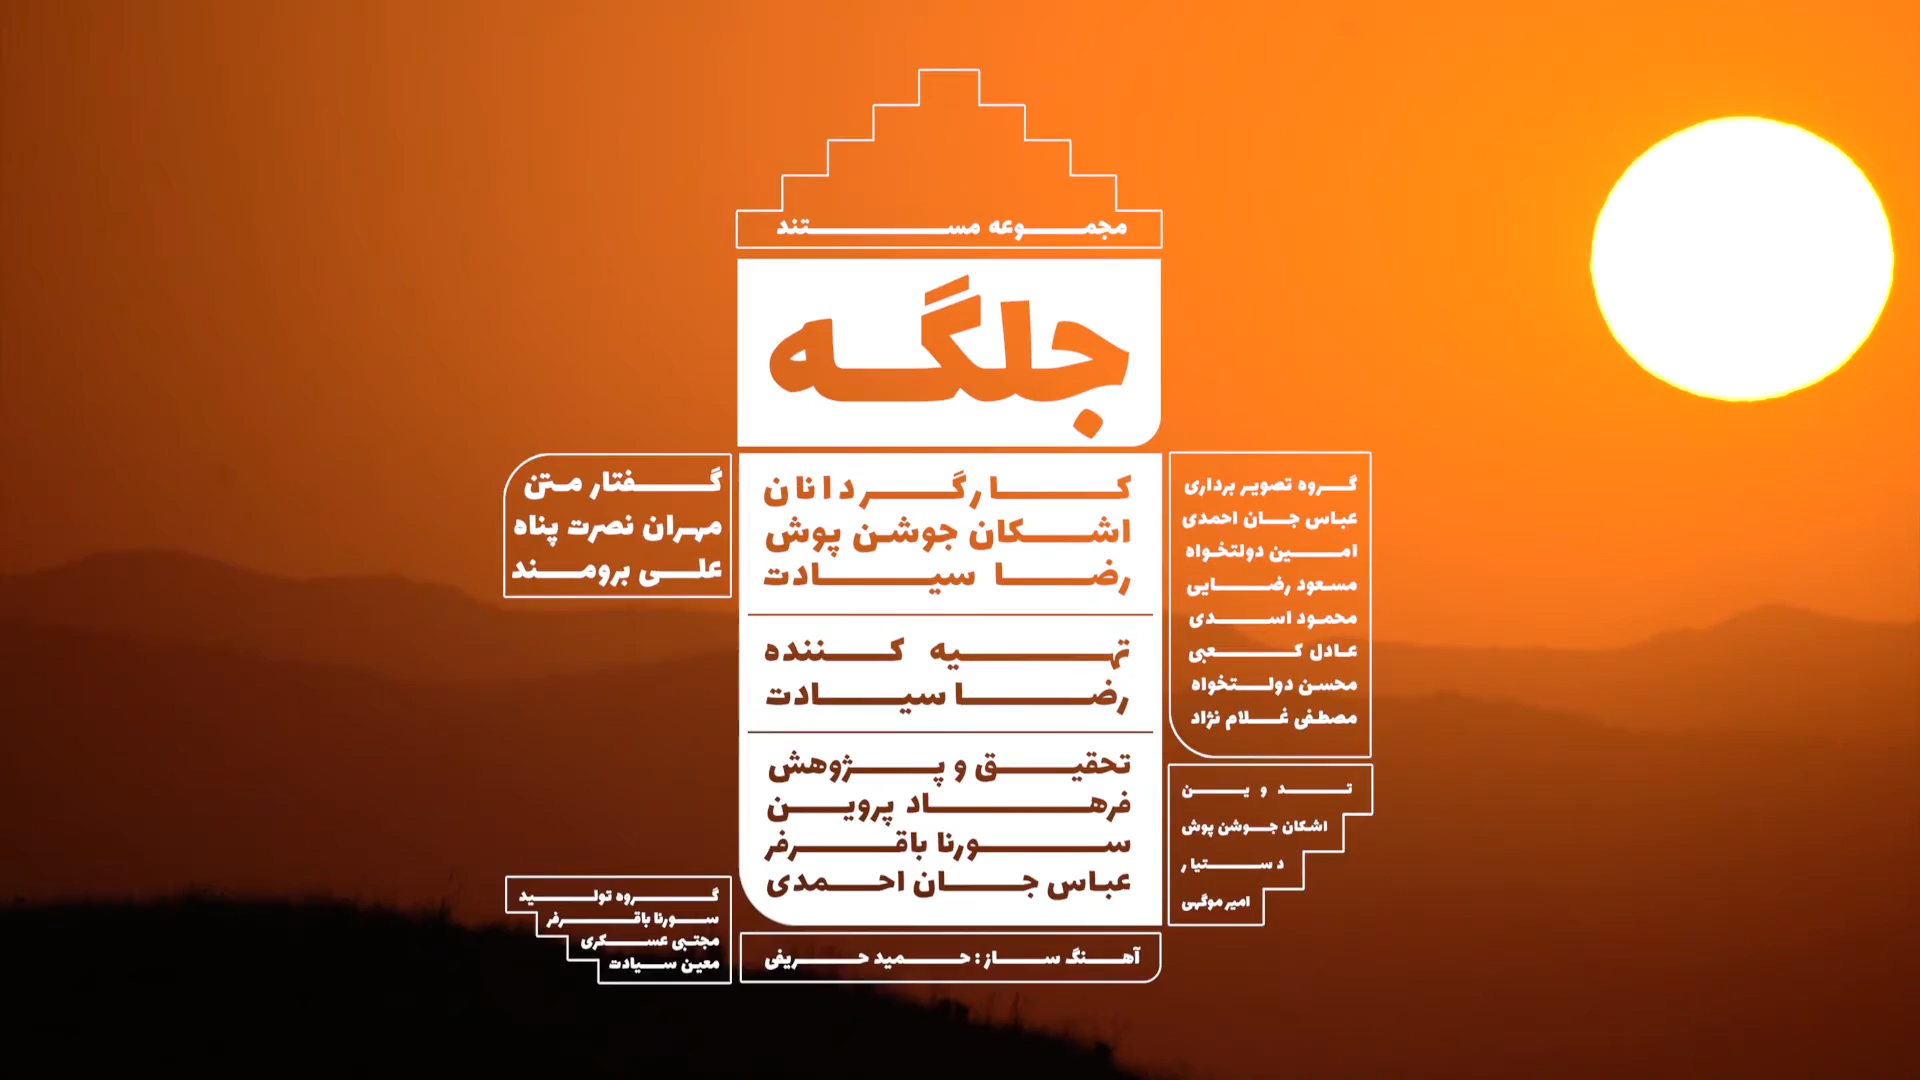 مجموعه مستند
جلگه
کارگردانان
اشکان جوشن پوش
رضا سیادت
تهیه کننده
رضا سیادت
تحقیق و پژوهش
فرهاد پروین
سورنا باقرفر
عباس جان احمدی
آهنگ ساز : حمید حریفی
گروه تصویر برداری
عباس جان احمدی
امین دولتخواه
مسعود رضایی
محمود اسدی
عادل کعبی
محسن دولتخواه
مصطفی غلام نژاد
تدوین
اشکان جوشن پوش
دستیار
امیر موگهی
گفتار متن
مهران نصرت پناه
علی برومند
گروه تولید
سورنا باقرفر
مجتبی عسکری
معین سیادت